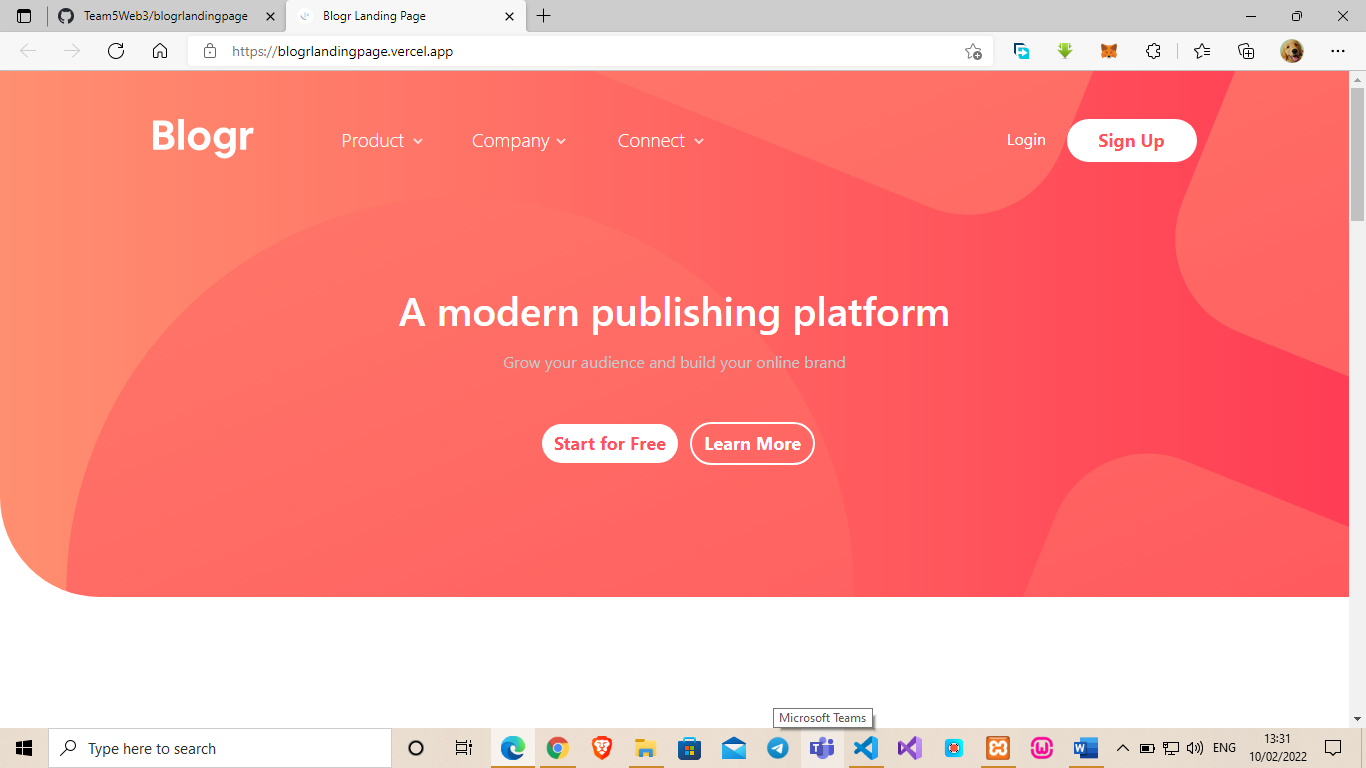 Team5Web3/blogrlandingpage
Blogr Landing Page
https://blogrlandingpage.vercel.app
Blogr
Product
Company
Connect
Login
Sign Up
A modern publishing platform
Grow your audience and build your online brand
Start for Free
Learn More
Microsoft Teams
Type here to search
ENG
13:31
10/02/2022